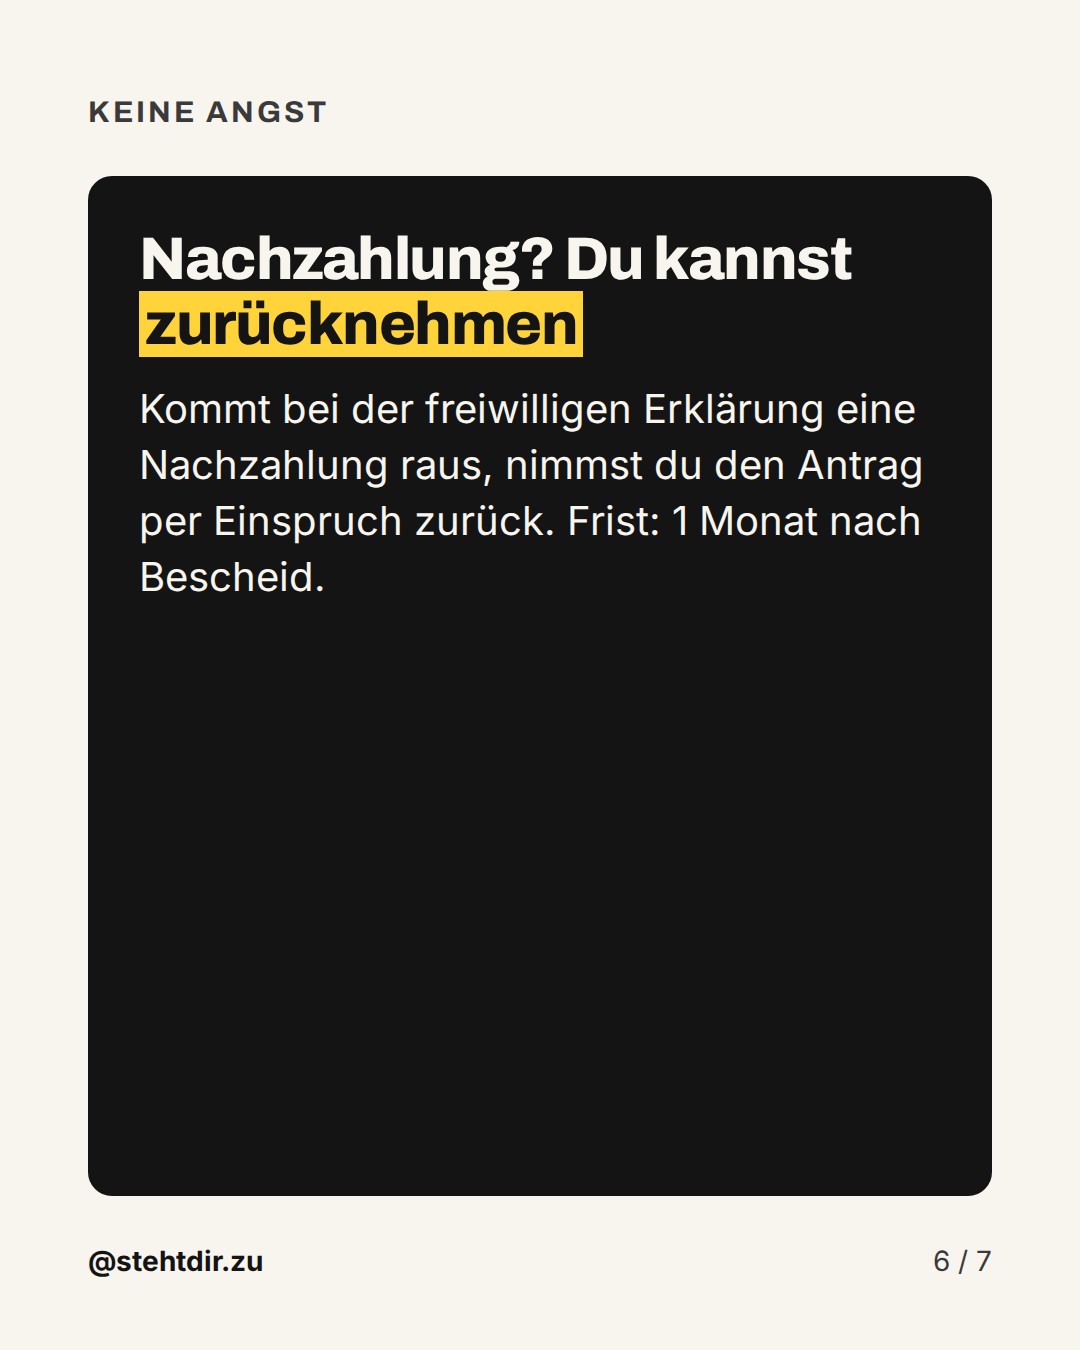 KEINE ANGST
Nachzahlung? Du kannst
zurücknehmen
Kommt bei der freiwilligen Erklärung eine
Nachzahlung raus, nimmst du den Antrag
per Einspruch zurück. Frist: 1 Monat nach
Bescheid.
@stehtdir.zu
6 / 7